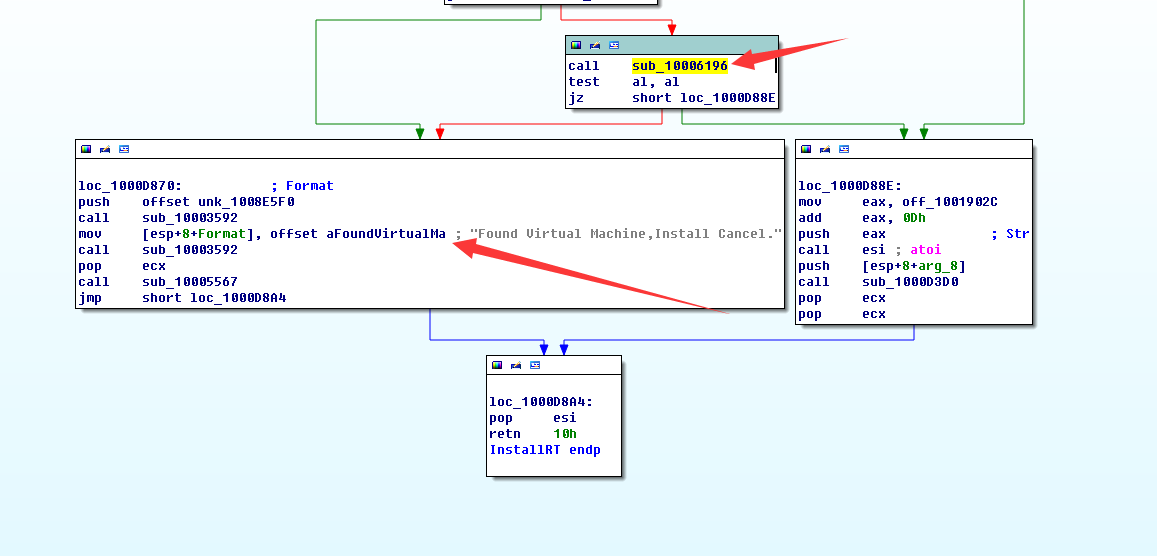 call    sub_10006196
test    al, al
jz      short loc_1000D88E
loc_1000D870:           ; Format
push    offset unk_1008E5F0
call    sub_10003592
mov     [esp+8+Format], offset aFoundVirtualMa ; "Found Virtual Machine,Install Cancel."
call    sub_10003592
pop     ecx
call    sub_10005567
jmp     short loc_1000D8A4
loc_1000D88E:
mov     eax, off_1001902C
add     eax, 0Dh
push    eax             ; Str
call    esi ; atoi
push    [esp+8+arg_8]
call    sub_1000D3D0
pop     ecx
pop     ecx
loc_1000D8A4:
pop     esi
retn    10h
InstallRT endp